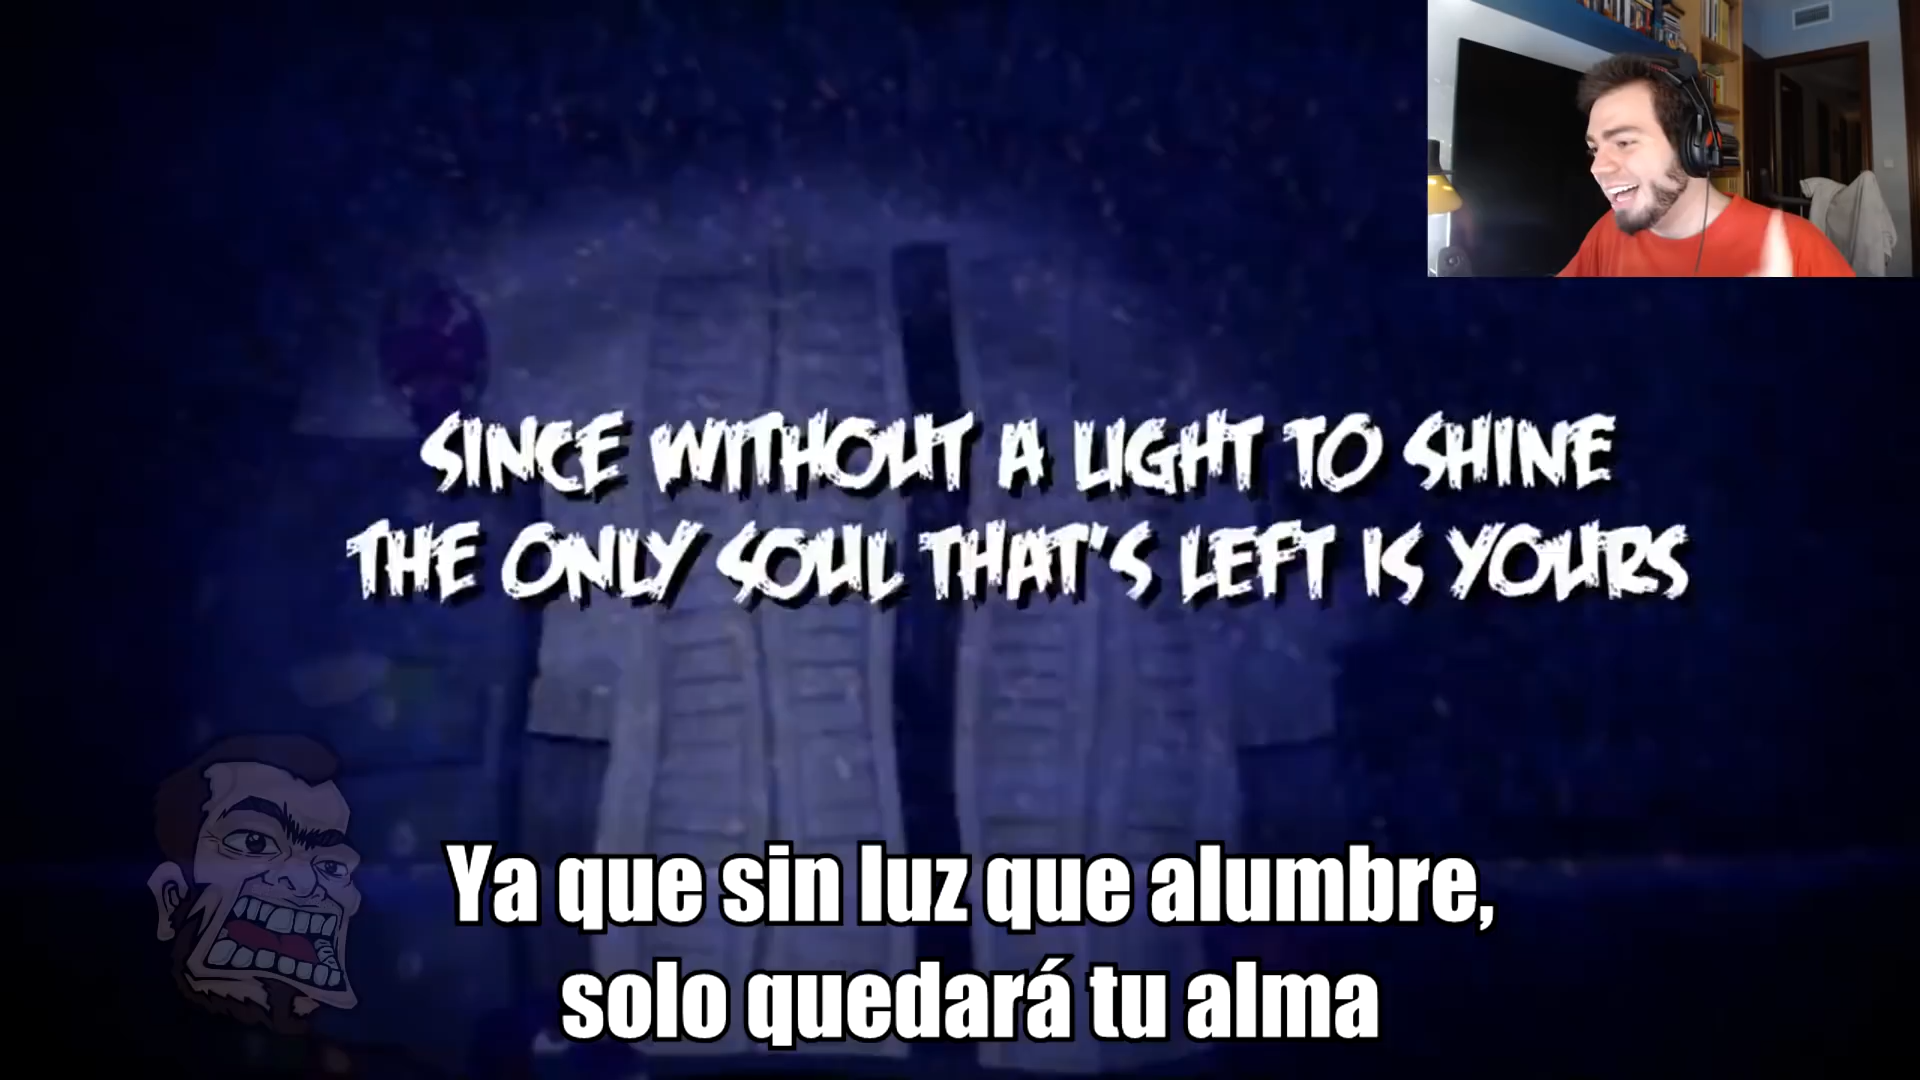 SINCE WITHOUT A LIGHT TO SHINE
THE ONLY SOUL THAT'S LEFT IS YOURS
Ya que sin luz que alumbre,
solo quedará tu alma